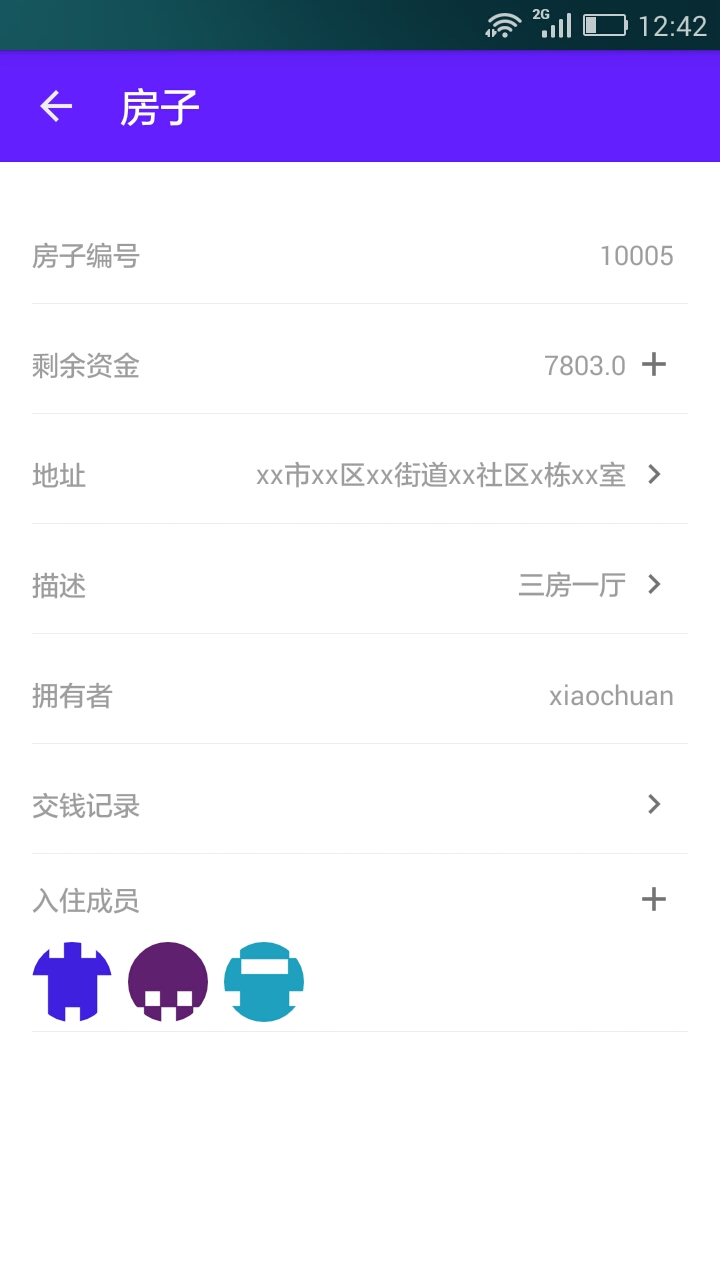 2G 12:42
房子
房子编号 10005
剩余资金 7803.0
地址 xx市xx区xx街道xx社区x栋xx室
描述 三房一厅
拥有者 xiaochuan
交钱记录
入住成员